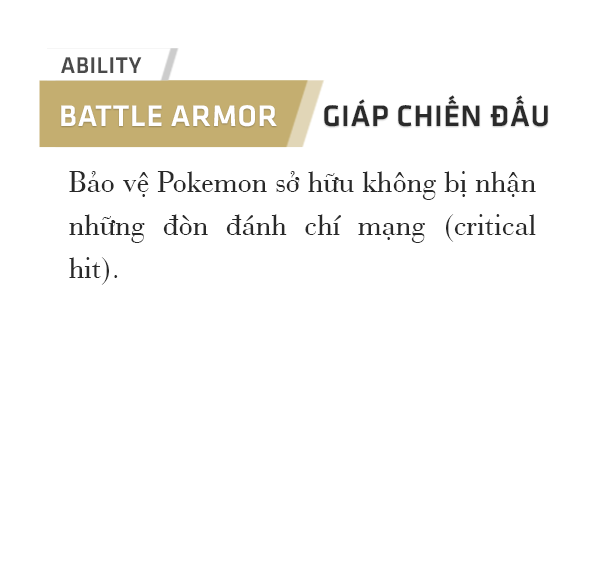 ABILITY
BATTLE ARMOR GIÁP CHIẾN ĐẤU
Bảo vệ Pokemon sở hữu không bị nhận
những đòn đánh chí mạng (critical
hit).